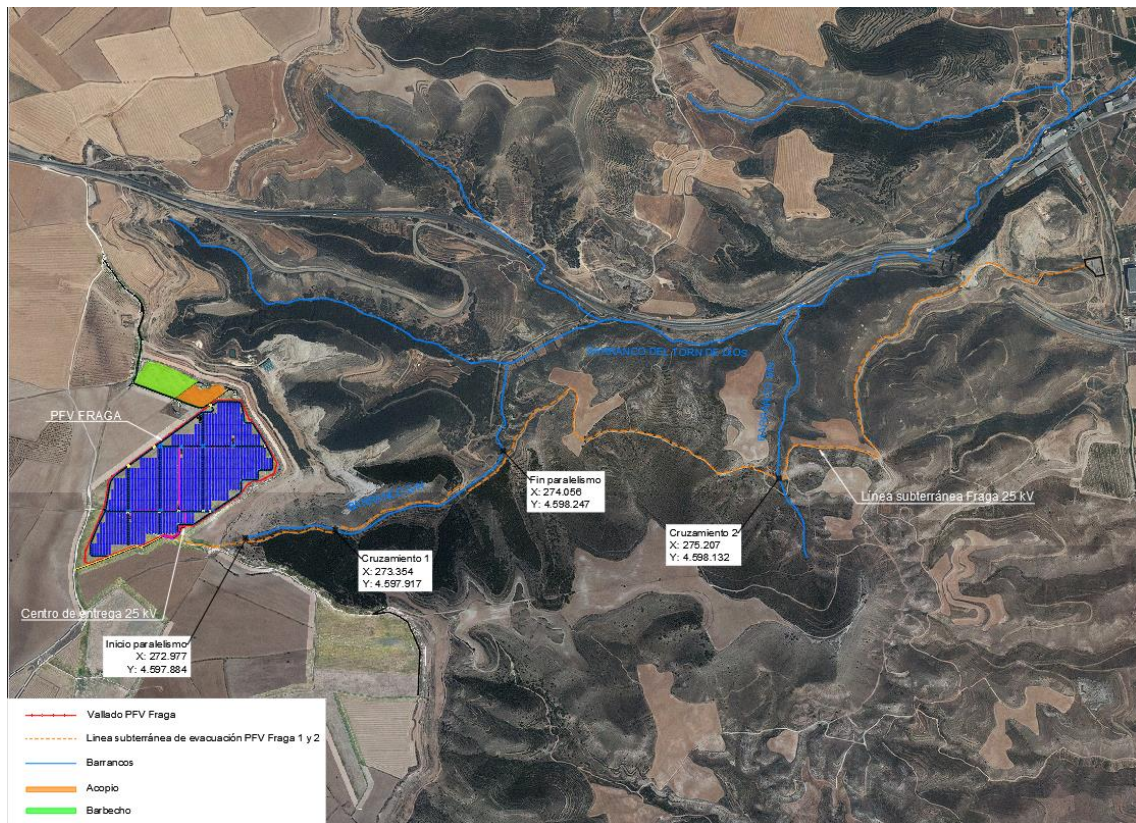 BARRANCO DEL TORN DE DIOS
PFV FRAGA
Fin paralelismo
X: 274.056
Y: 4.598.247
Línea subterránea Fraga 25 kV
Cruzamiento 2
X: 275.207
Y: 4.598.132
Cruzamiento 1
X: 273.354
Y: 4.597.917
Centro de entrega 25 kV
Inicio paralelismo
X: 272.977
Y: 4.597.884
Vallado PFV Fraga
Linea subterránea de evacuación PFV Fraga 1 y 2
Barrancos
Acopio
Barbecho